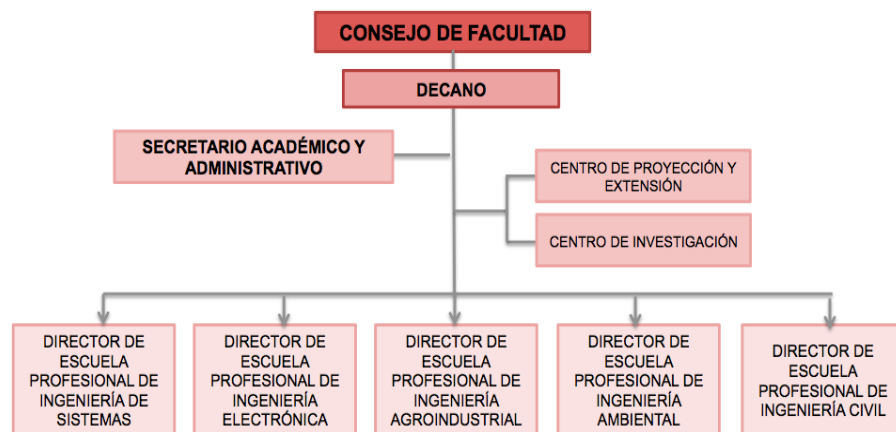 CONSEJO DE FACULTAD
DECANO
SECRETARIO ACADÉMICO Y
ADMINISTRATIVO
CENTRO DE PROYECCIÓN Y
EXTENSIÓN
CENTRO DE INVESTIGACIÓN
DIRECTOR DE
ESCUELA
PROFESIONAL DE
INGENIERÍA DE
SISTEMAS
DIRECTOR DE
ESCUELA
PROFESIONAL DE
INGENIERÍA
ELECTRÓNICA
DIRECTOR DE
ESCUELA
PROFESIONAL DE
INGENIERÍA
AGROINDUSTRIAL
DIRECTOR DE
ESCUELA
PROFESIONAL DE
INGENIERÍA
AMBIENTAL
DIRECTOR DE
ESCUELA
PROFESIONAL DE
INGENIERÍA CIVIL